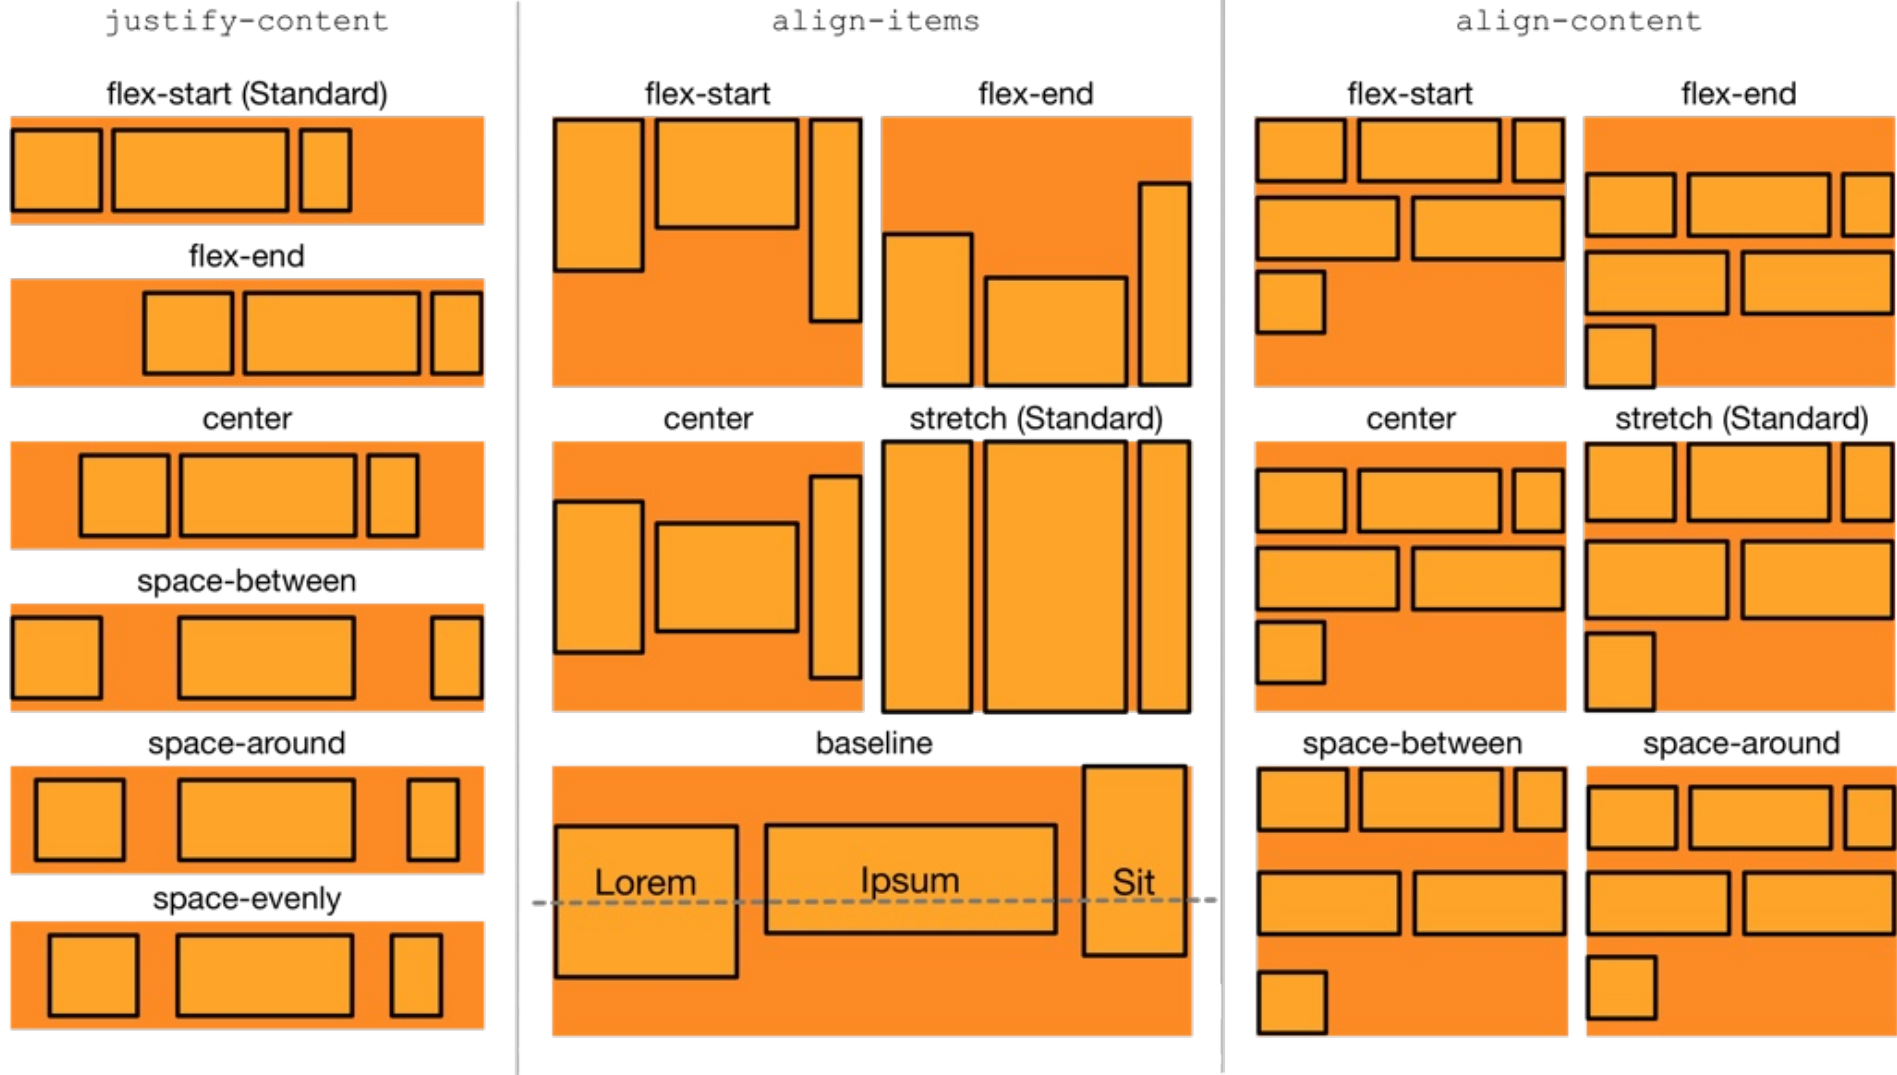 justify-content
flex-start (Standard)
flex-end
center
space-between
space-around
space-evenly
align-items
flex-start
flex-end
center
stretch (Standard)
baseline
Lorem
Ipsum
Sit
align-content
flex-start
flex-end
center
stretch (Standard)
space-between
space-around